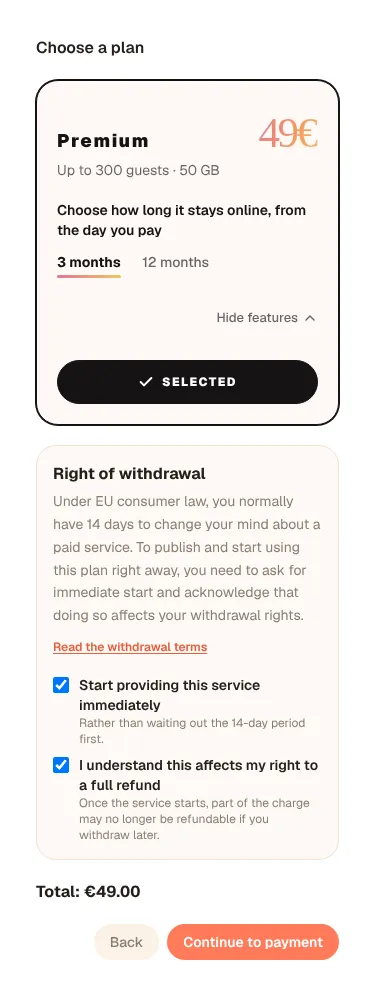 Choose a plan
Premium
49€
Up to 300 guests · 50 GB
Choose how long it stays online, from
the day you pay
3 months 12 months
Hide features
SELECTED
Right of withdrawal
Under EU consumer law, you normally
have 14 days to change your mind about a
paid service. To publish and start using
this plan right away, you need to ask for
immediate start and acknowledge that
doing so affects your withdrawal rights.
Read the withdrawal terms
Start providing this service
immediately
Rather than waiting out the 14-day period
first.
I understand this affects my right to
a full refund
Once the service starts, part of the charge
may no longer be refundable if you
withdraw later.
Total: €49.00
Back Continue to payment